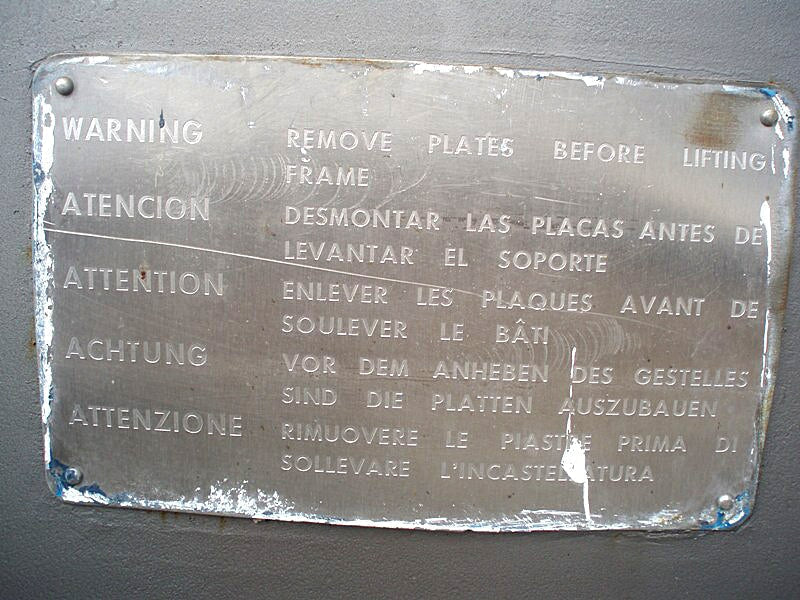 WARNING REMOVE PLATES BEFORE LIFTING
FRAME
ATENCION DESMONTAR LAS PLACAS ANTES DE
LEVANTAR EL SOPORTE
ATTENTION ENLEVER LES PLAQUES AVANT DE
SOULEVER LE BÂTI
ACHTUNG VOR DEM ANHEBEN DES GESTELLES
SIND DIE PLATTEN AUSZUBAUEN
ATTENZIONE RIMUOVERE LE PIASTRE PRIMA DI
SOLLEVARE L'INCASTELLATURA